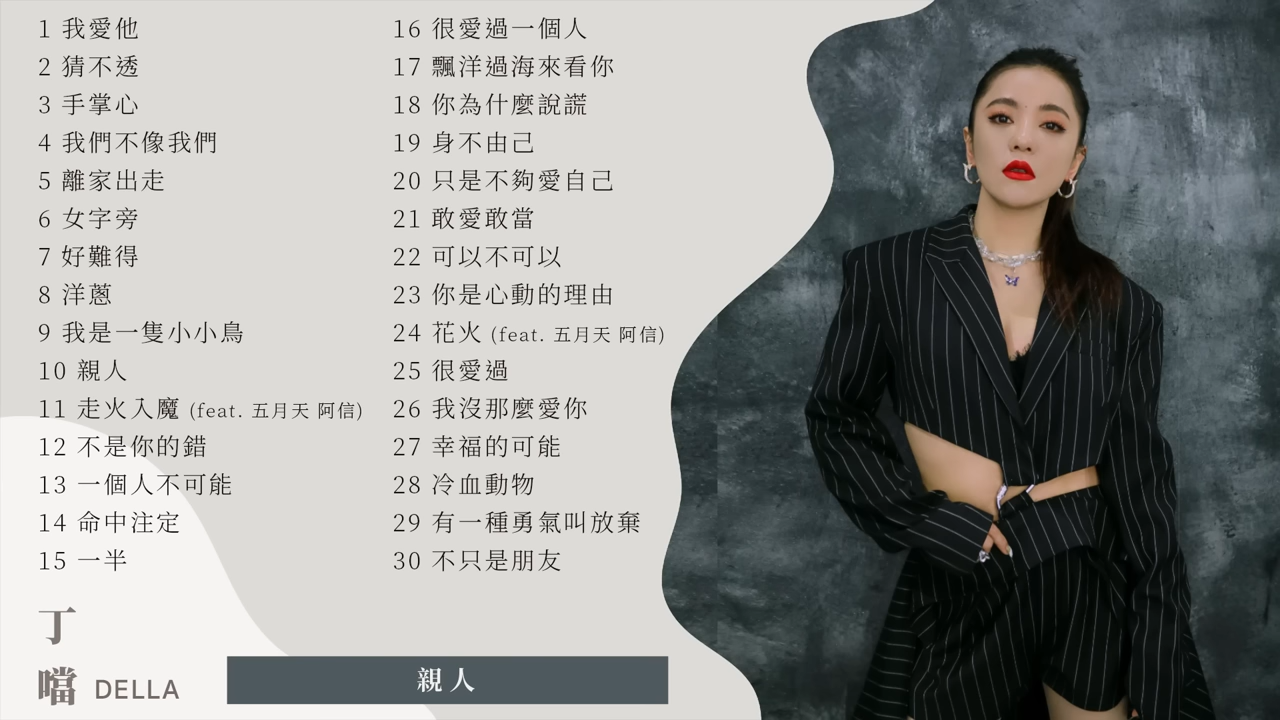 1 我愛他
2 猜不透
3 手掌心
4 我們不像我們
5 離家出走
6 女字旁
7 好難得
8 洋蔥
9 我是一隻小小鳥
10 親人
11 走火入魔 (feat. 五月天 阿信)
12 不是你的錯
13 一個人不可能
14 命中注定
15 一半
16 很愛過一個人
17 飄洋過海來看你
18 你為什麼說謊
19 身不由己
20 只是不夠愛自己
21 敢愛敢當
22 可以不可以
23 你是心動的理由
24 花火 (feat. 五月天 阿信)
25 很愛過
26 我沒那麼愛你
27 幸福的可能
28 冷血動物
29 有一種勇氣叫放棄
30 不只是朋友
丁
噹 DELLA
親人